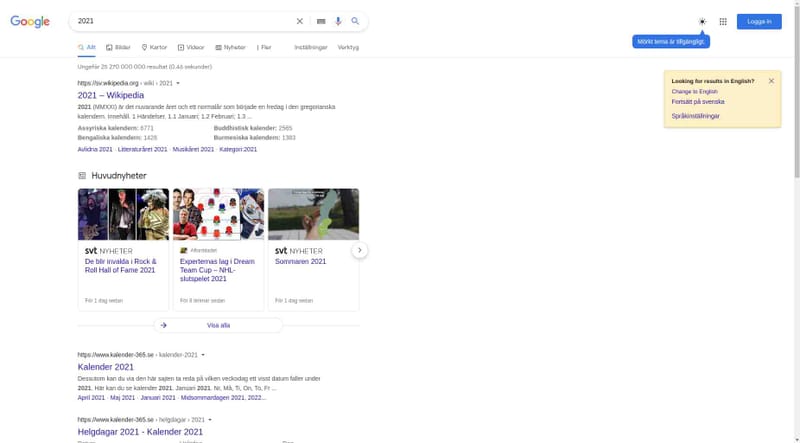 Google
2021
Logga in
Allt
Bilder
Kartor
Videor
Nyheter
Fler
Inställningar
Verktyg
Mörkt tema är tillgängligt
Ungefär 25 270 000 000 resultat (0,44 sekunder)
https://sv.wikipedia.org › wiki › 2021
2021 – Wikipedia
2021 (MMXXI) är det nuvarande året och ett normalår som började en fredag i den gregorianska
kalendern. Innehåll. 1 Händelser. 1.1 Januari; 1.2 Februari; 1.3 ...
Assyriska kalendern: 6771
Buddhistisk kalender: 2565
Bengaliska kalendern: 1428
Burmesiska kalendern: 1383
Avlidna 2021 · Litteraturåret 2021 · Musikåret 2021 · Kategori:2021
Looking for results in English?
Change to English
Fortsätt på svenska
Språkinställningar
Huvudnyheter
svt NYHETER
De blir invalda i Rock &
Roll Hall of Fame 2021
För 1 dag sedan
Aftonbladet
Experternas lag i Dream
Team Cup – NHL-
slutspelet 2021
För 8 timmar sedan
svt NYHETER
Sommaren 2021
För 1 dag sedan
Visa alla
https://www.kalender-365.se › kalender-2021
Kalender 2021
Dessutom kan du via den här sajten ta reda på vilken veckodag ett visst datum faller under
2021. Här kan du se kalender 2021. Januari 2021. Nr, Må, Ti, On, To, Fr ...
April 2021 · Maj 2021 · Januari 2021 · Midsommardagen 2021, 2022...
https://www.kalender-365.se › helgdagar › 2021
Helgdagar 2021 - Kalender 2021